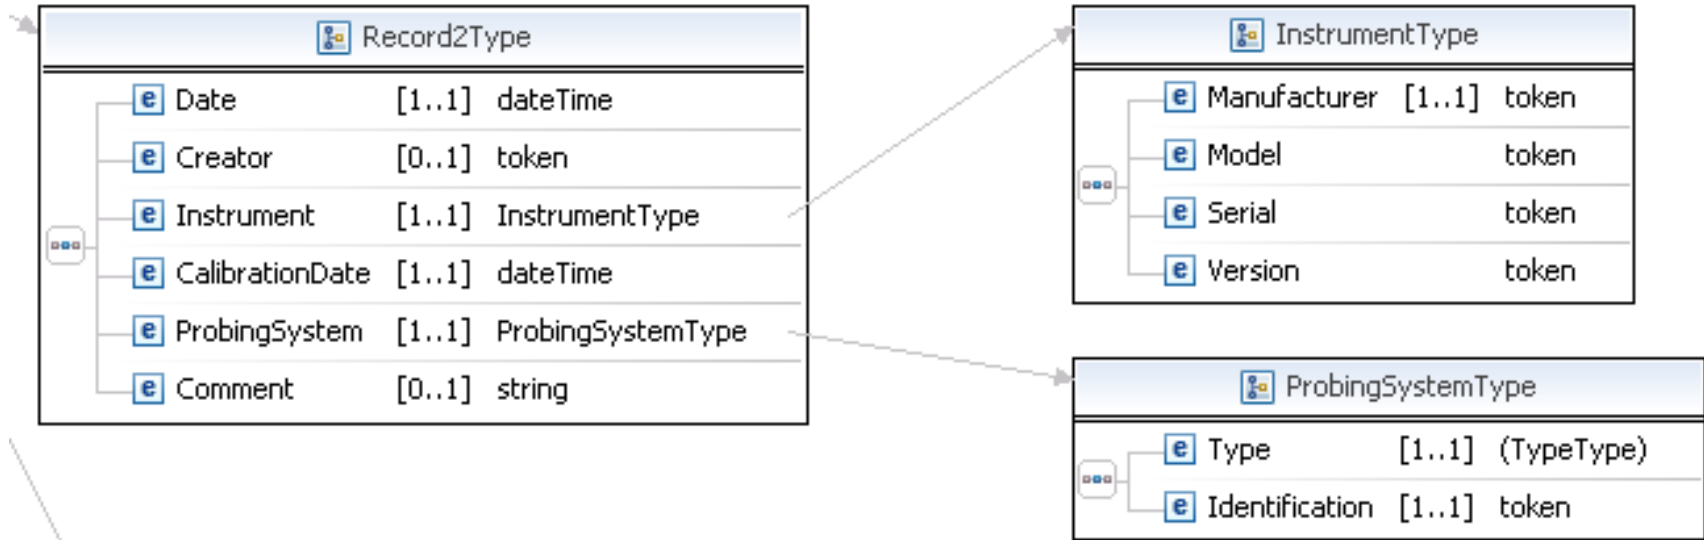 Record2Type
Date [1..1] dateTime
Creator [0..1] token
Instrument [1..1] InstrumentType
CalibrationDate [1..1] dateTime
ProbingSystem [1..1] ProbingSystemType
Comment [0..1] string
InstrumentType
Manufacturer [1..1] token
Model token
Serial token
Version token
ProbingSystemType
Type [1..1] (TypeType)
Identification [1..1] token